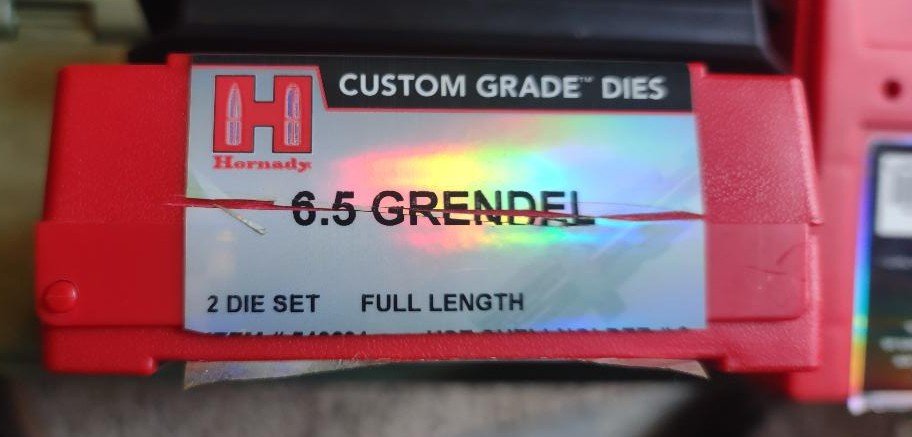 CUSTOM GRADE™ DIES
H
Hornady
6.5 GRENDEL
2 DIE SET FULL LENGTH